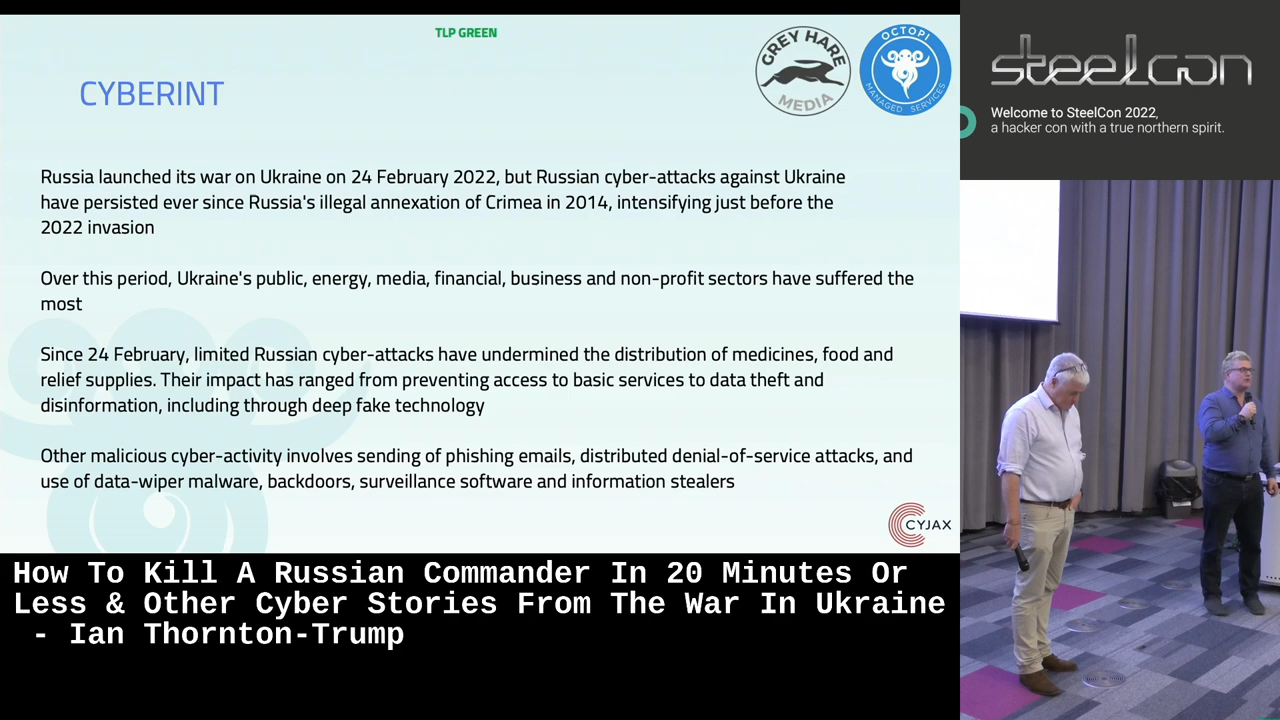 TLP GREEN
GREY HARE
MEDIA
OCTOPI
MANAGED SERVICES
CYBERINT
Russia launched its war on Ukraine on 24 February 2022, but Russian cyber-attacks against Ukraine
have persisted ever since Russia's illegal annexation of Crimea in 2014, intensifying just before the
2022 invasion
Over this period, Ukraine's public, energy, media, financial, business and non-profit sectors have suffered the
most
Since 24 February, limited Russian cyber-attacks have undermined the distribution of medicines, food and
relief supplies. Their impact has ranged from preventing access to basic services to data theft and
disinformation, including through deep fake technology
Other malicious cyber-activity involves sending of phishing emails, distributed denial-of-service attacks, and
use of data-wiper malware, backdoors, surveillance software and information stealers
CYJAX
steelcon
Welcome to SteelCon 2022,
a hacker con with a true northern spirit.
How To Kill A Russian Commander In 20 Minutes Or
Less & Other Cyber Stories From The War In Ukraine
- Ian Thornton-Trump